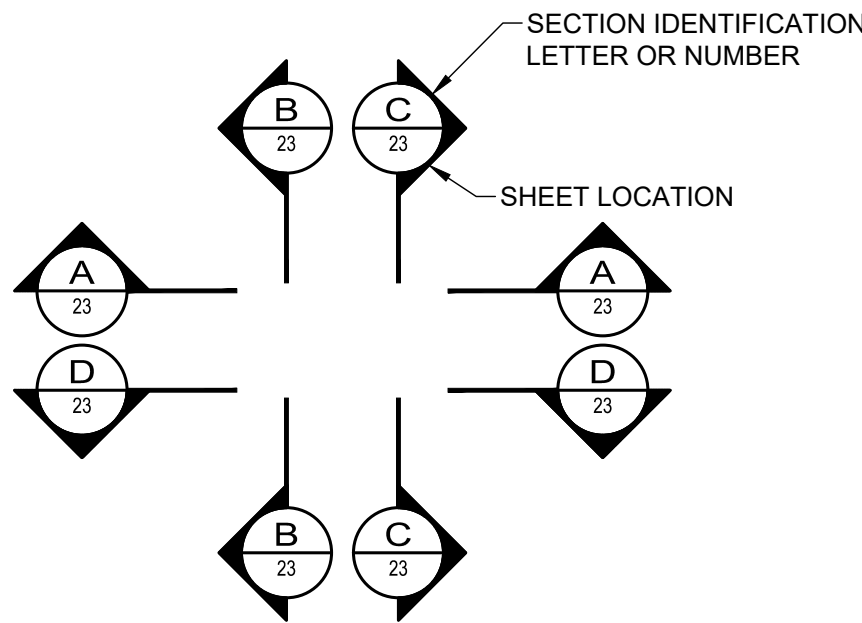 SECTION IDENTIFICATION
LETTER OR NUMBER
B
23
C
23
SHEET LOCATION
A
23
A
23
D
23
D
23
B
23
C
23